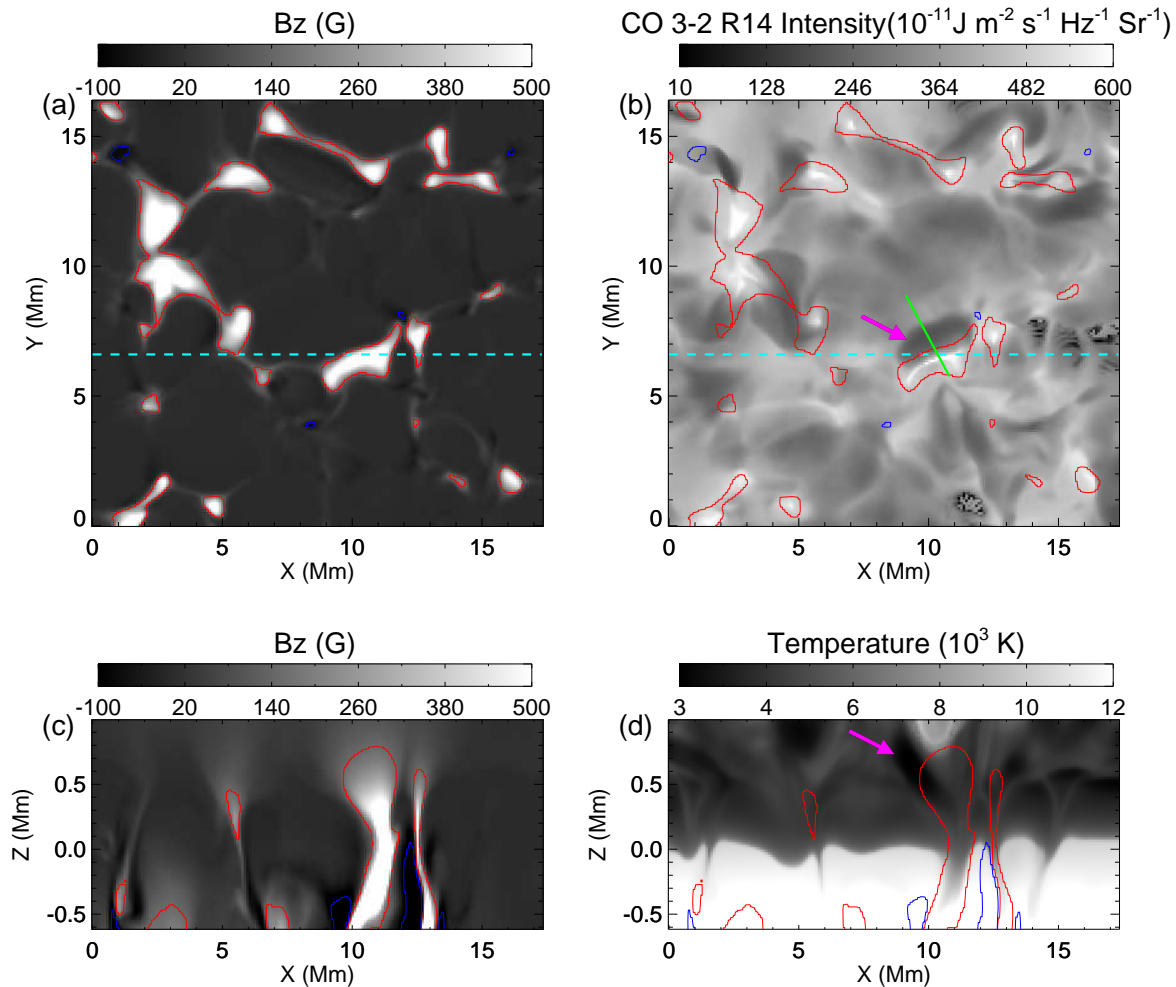 Bz (G)
-100 20 140 260 380 500
(a)
15
10
5
0
Y (Mm)
0 5 10 15
X (Mm)
CO 3-2 R14 Intensity(10⁻¹¹J m⁻² s⁻¹ Hz⁻¹ Sr⁻¹)
10 128 246 364 482 600
(b)
15
10
5
0
Y (Mm)
0 5 10 15
X (Mm)
Bz (G)
-100 20 140 260 380 500
(c)
0.5
0.0
-0.5
Z (Mm)
0 5 10 15
X (Mm)
Temperature (10³ K)
3 4 6 8 10 12
(d)
0.5
0.0
-0.5
Z (Mm)
0 5 10 15
X (Mm)